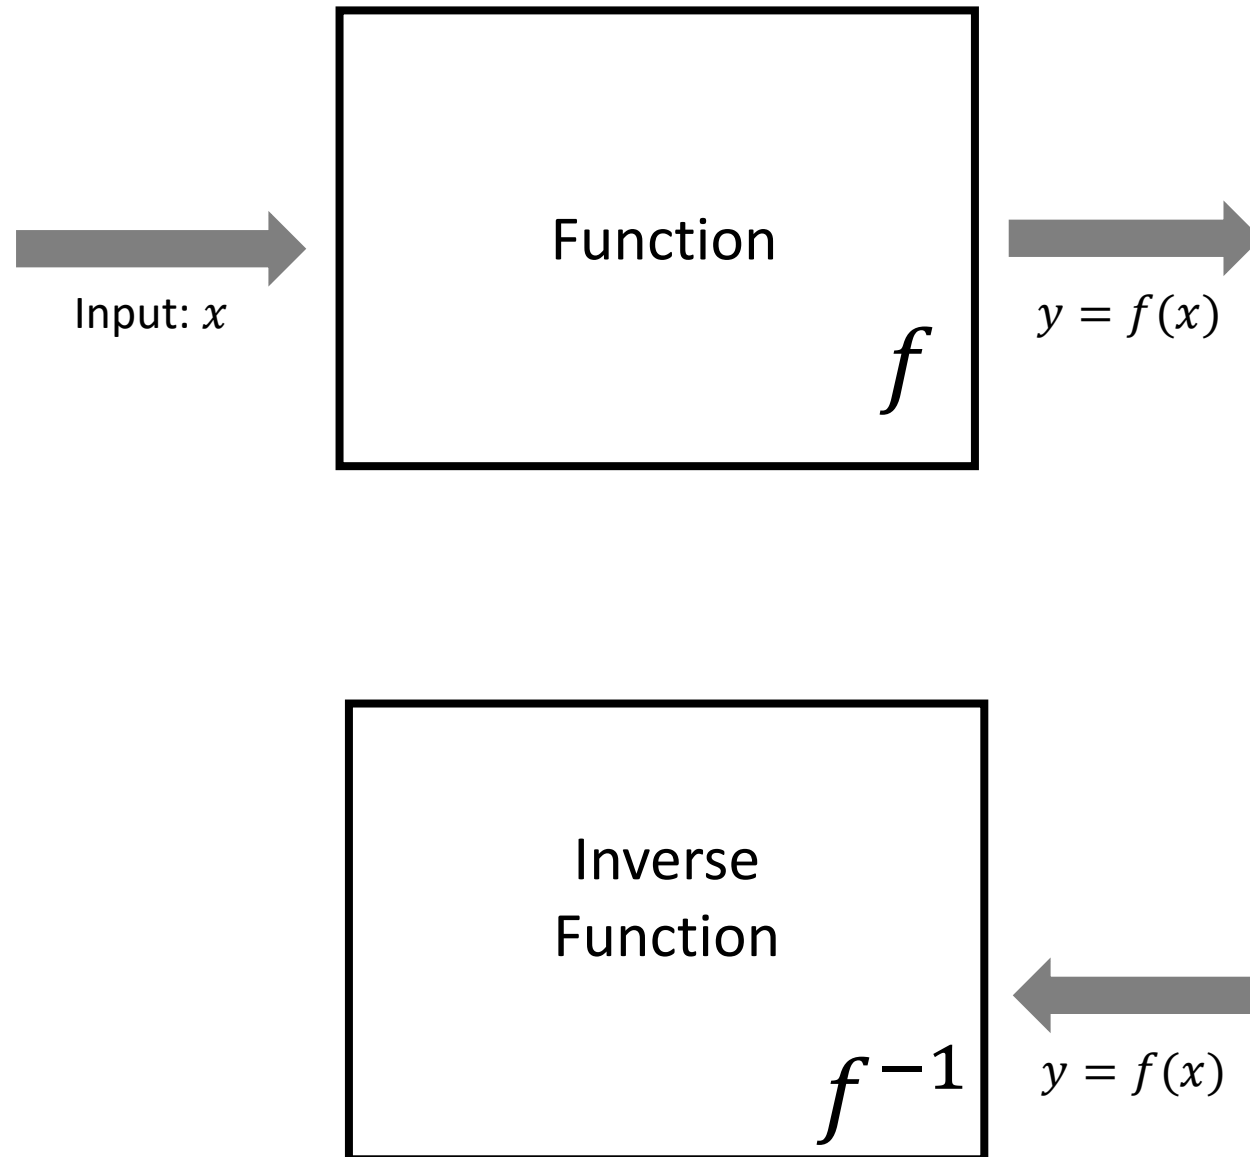 Function
Input: x
y = f(x)
f
Inverse
Function
y = f(x)
f⁻¹